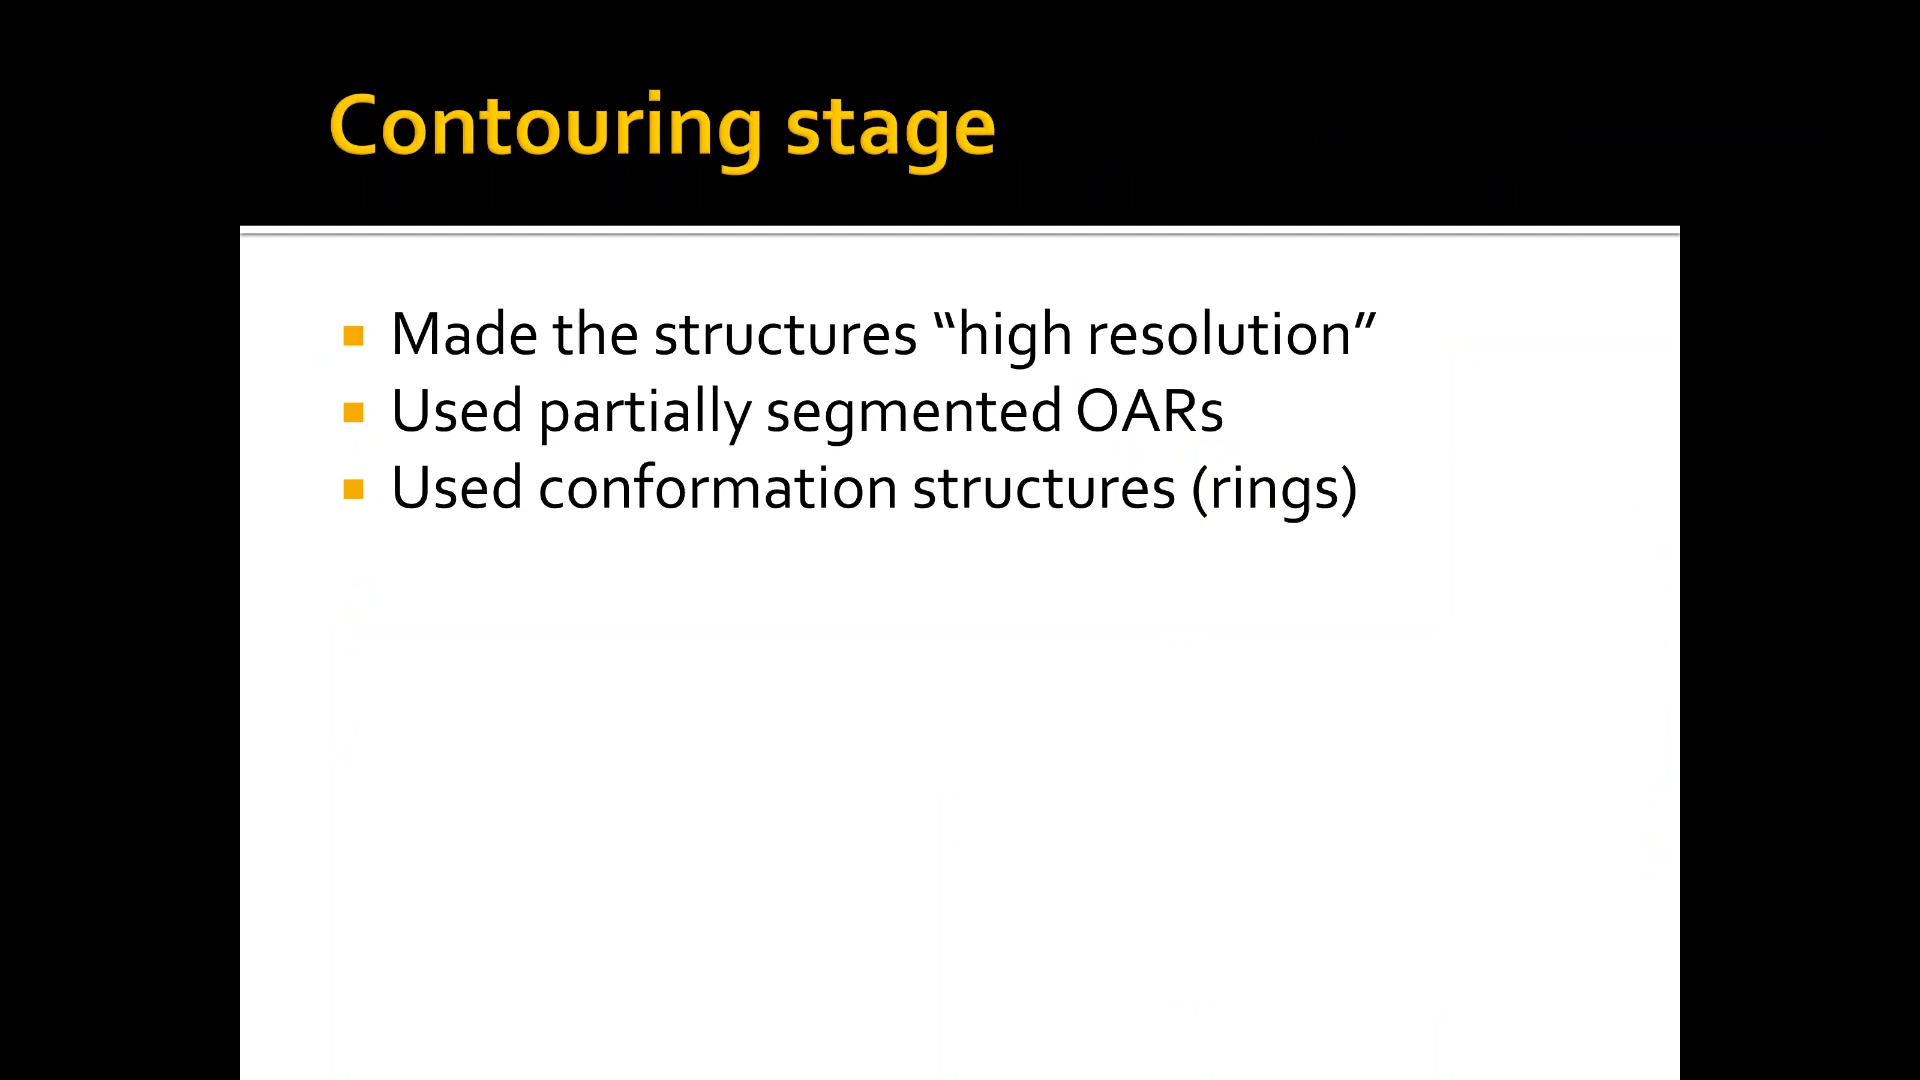 Contouring stage
Made the structures “high resolution”
Used partially segmented OARs
Used conformation structures (rings)